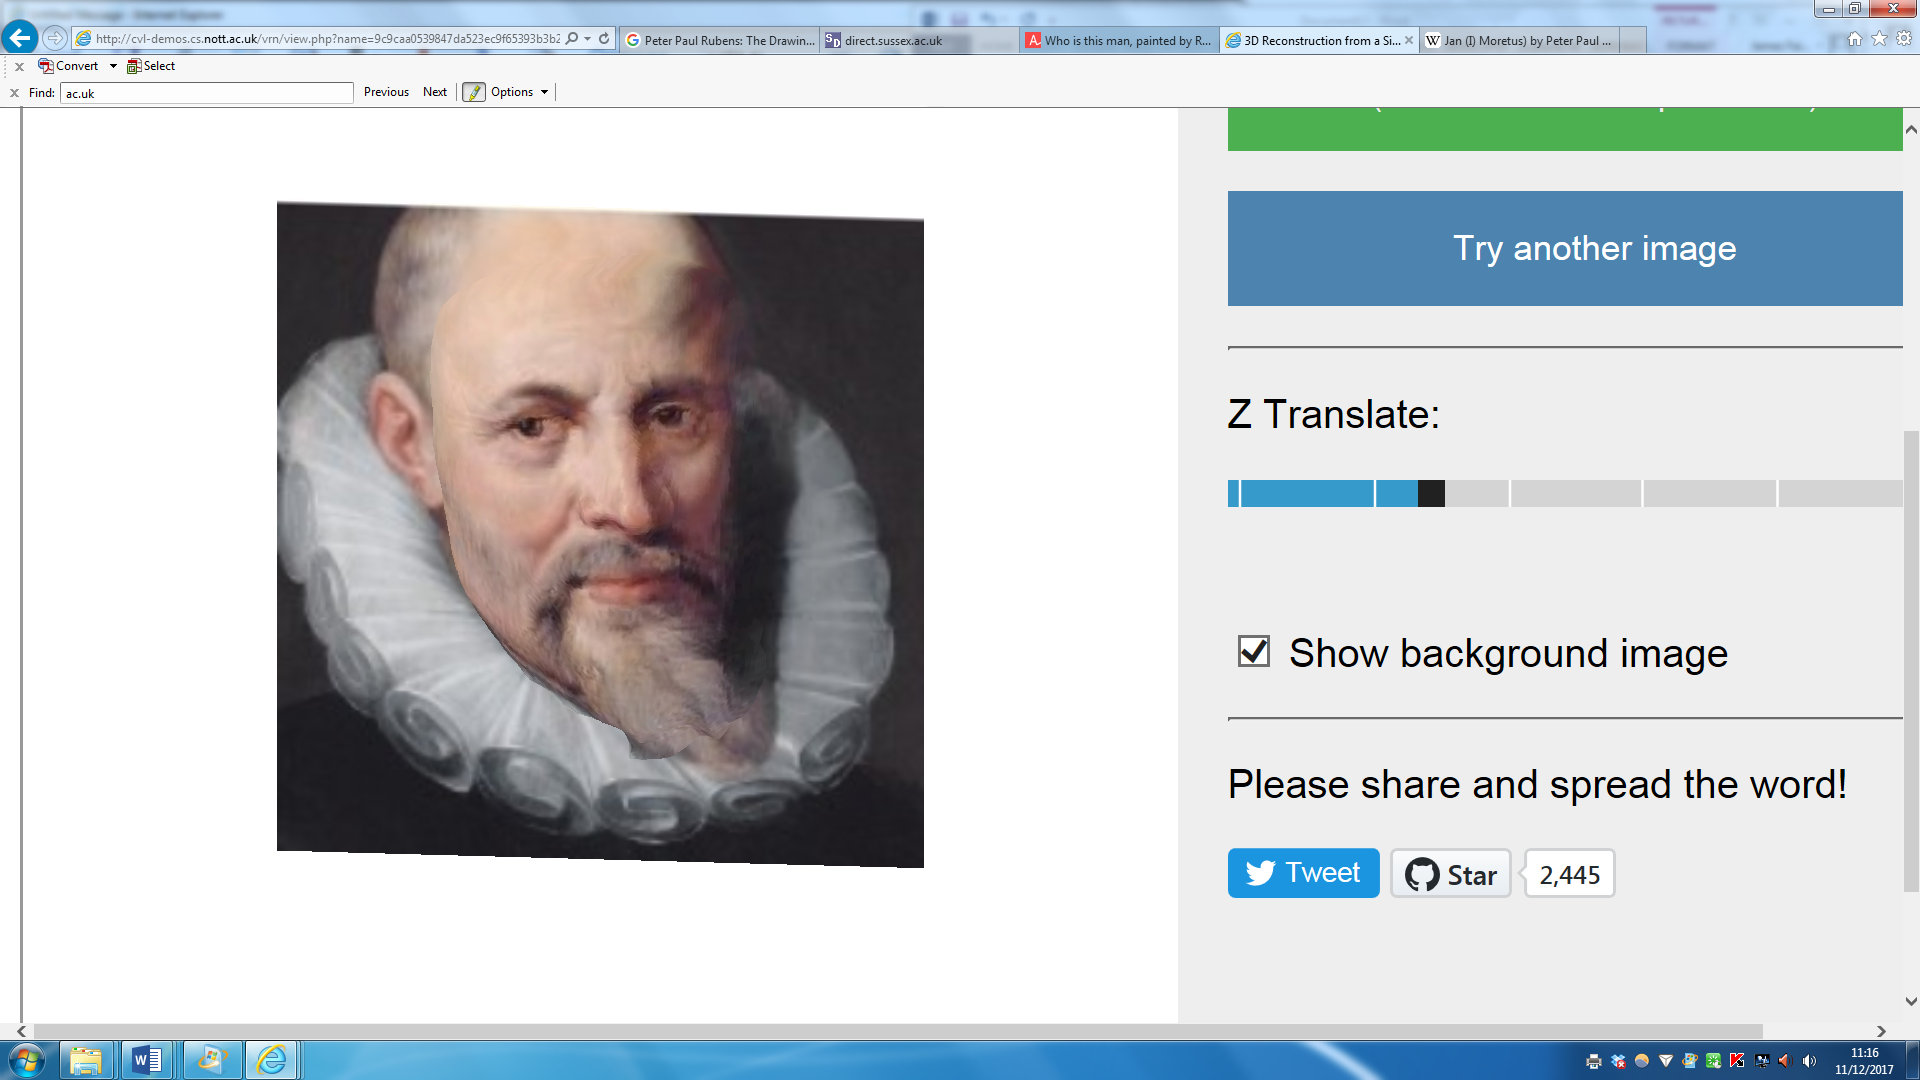 http://cvl-demos.cs.nott.ac.uk/vrn/view.php?name=9c9caa0539847da523ec9f65393b3b2
Peter Paul Rubens: The Drawin...
direct.sussex.ac.uk
Who is this man, painted by R...
3D Reconstruction from a Si...
Jan (I) Moretus) by Peter Paul ...
Convert
Select
Find: ac.uk
Previous
Next
Options
Try another image
Z Translate:
Show background image
Please share and spread the word!
Tweet
Star
2,445
11:16
11/12/2017